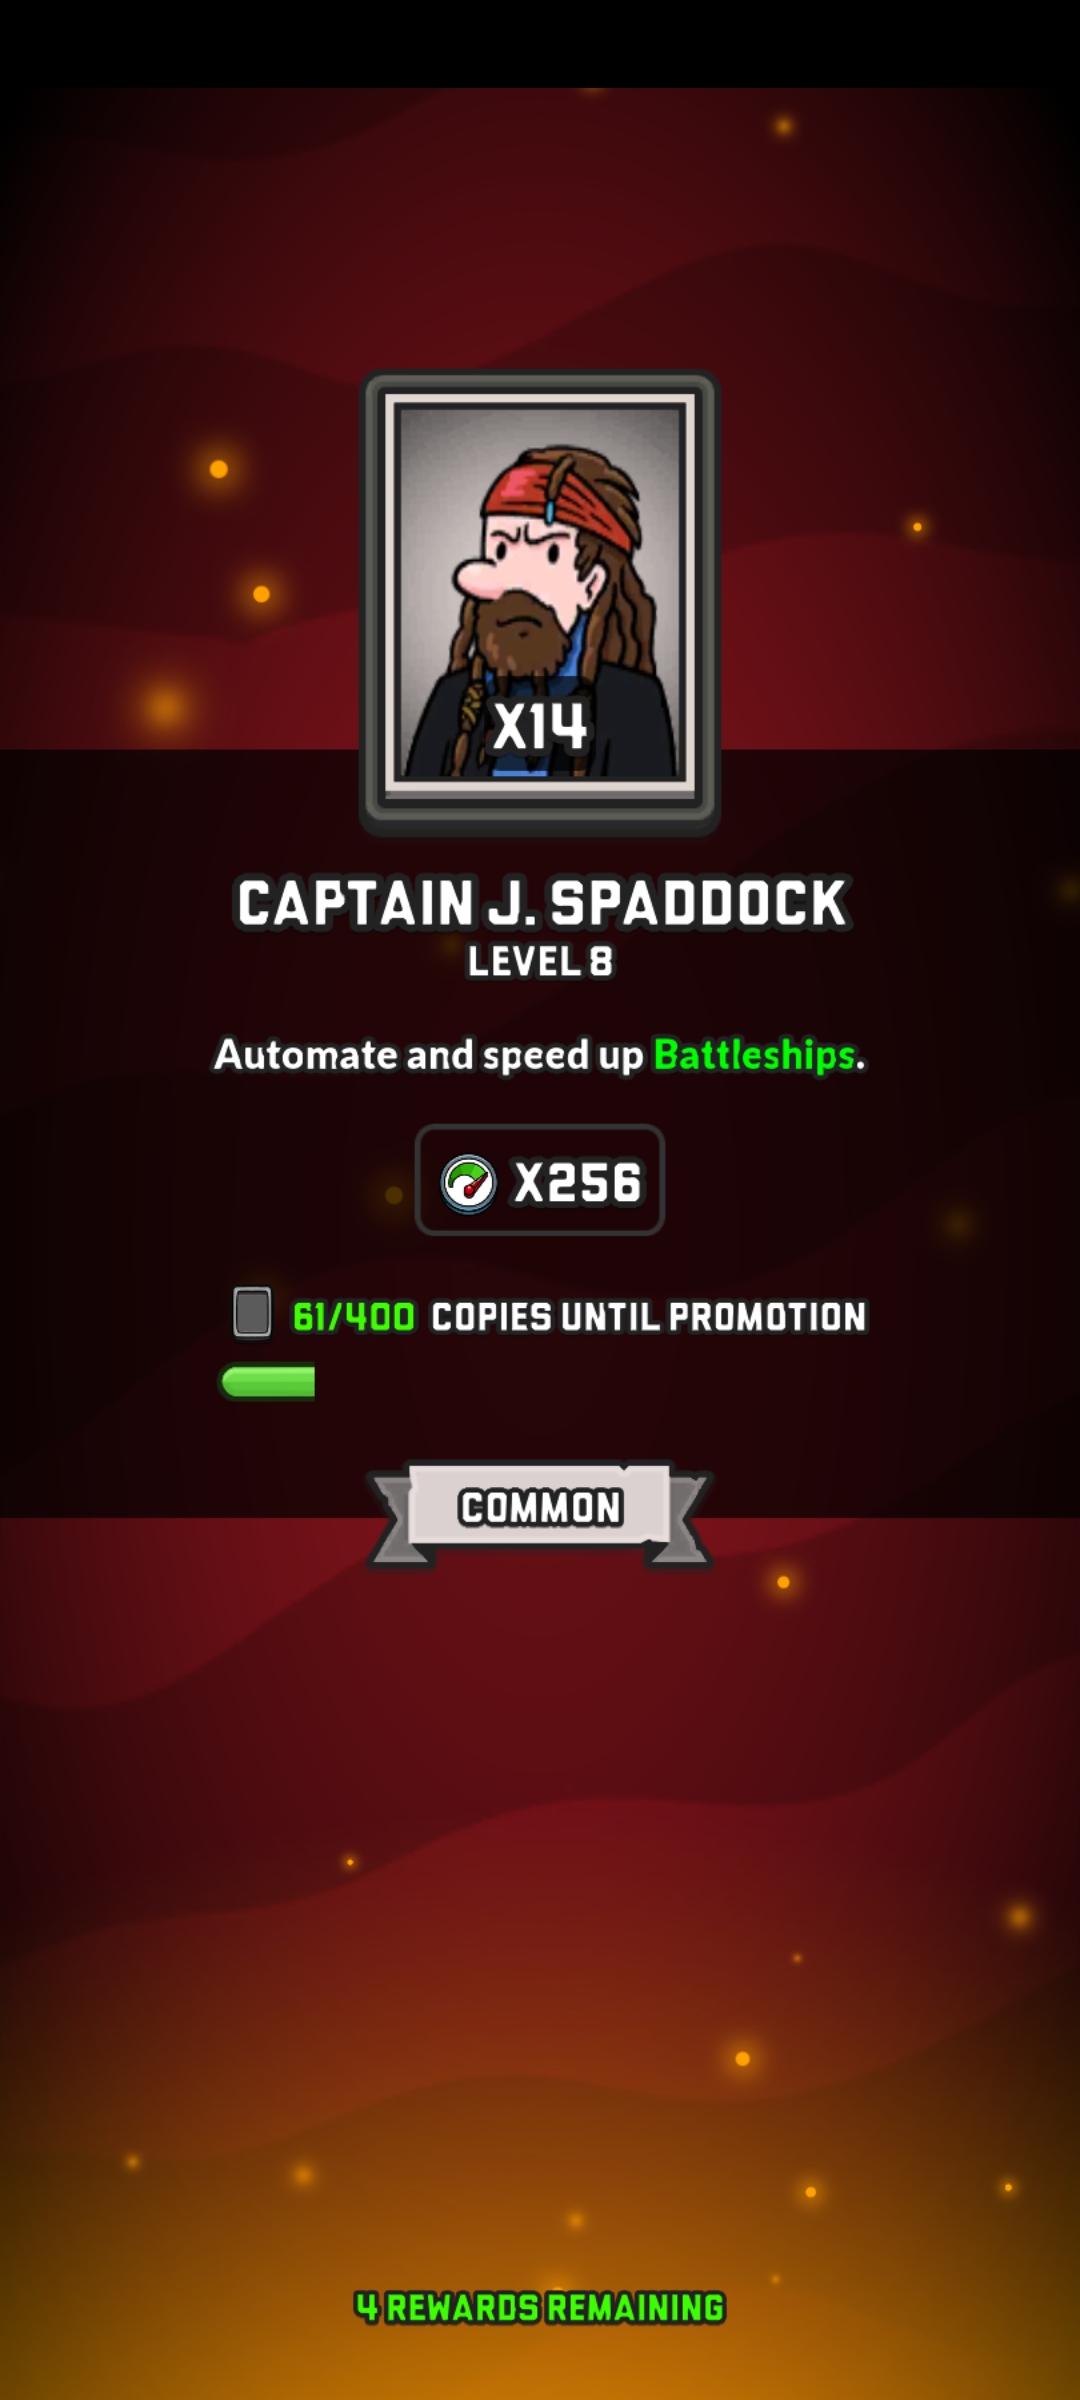 X14
CAPTAIN J. SPADDOCK
LEVEL 8
Automate and speed up Battleships.
X256
61/400 COPIES UNTIL PROMOTION
COMMON
4 REWARDS REMAINING